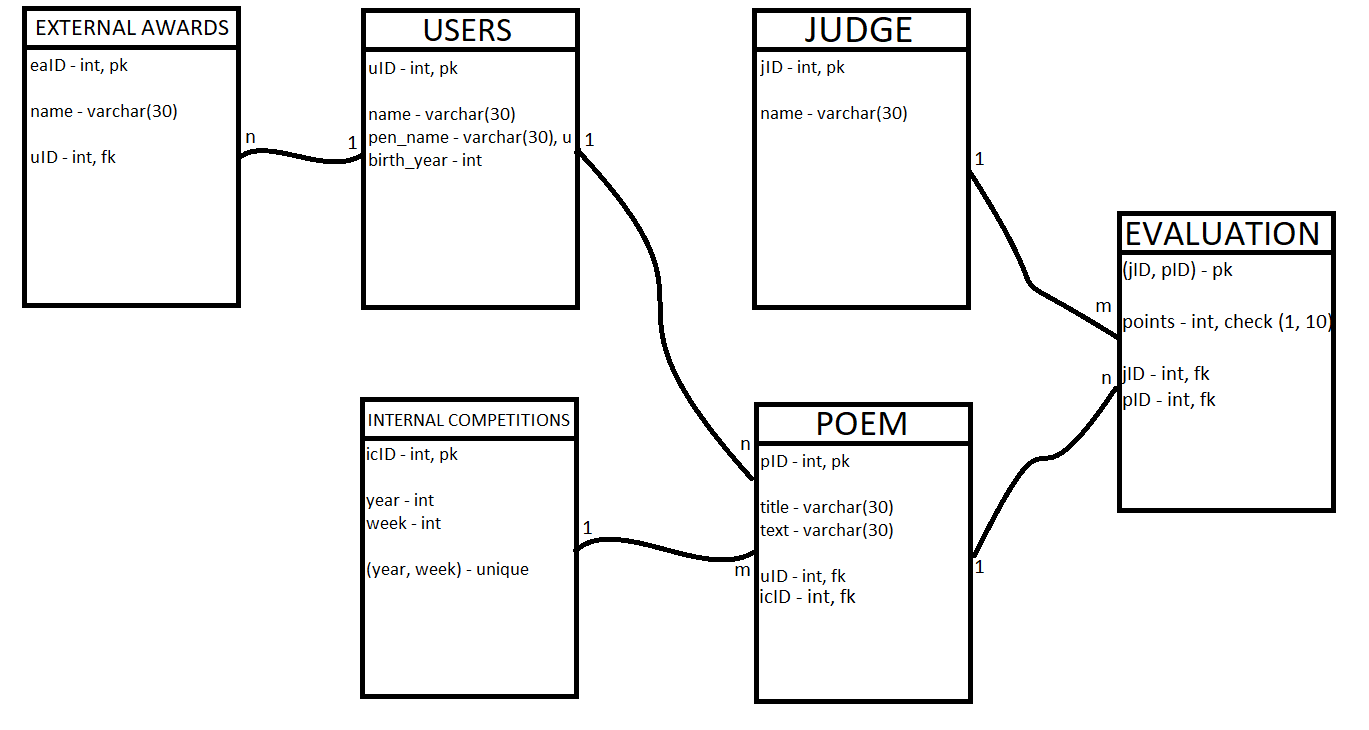 EXTERNAL AWARDS
eaID - int, pk
name - varchar(30)
uID - int, fk
n
1
USERS
uID - int, pk
name - varchar(30)
pen_name - varchar(30), u
birth_year - int
1
n
JUDGE
jID - int, pk
name - varchar(30)
1
m
EVALUATION
(jID, pID) - pk
points - int, check (1, 10)
jID - int, fk
pID - int, fk
n
1
INTERNAL COMPETITIONS
icID - int, pk
year - int
week - int
(year, week) - unique
1
m
POEM
pID - int, pk
title - varchar(30)
text - varchar(30)
uID - int, fk
icID - int, fk